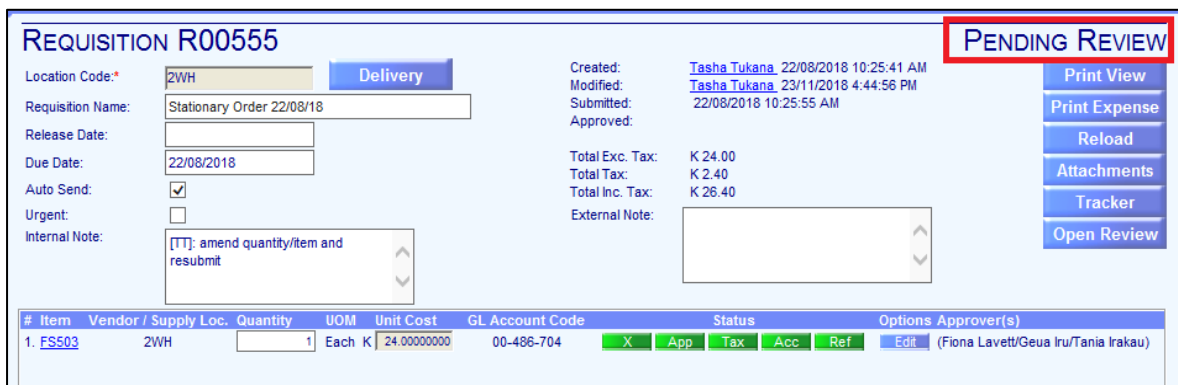 REQUISITION R00555 PENDING REVIEW
Location Code:* 2WH Delivery
Requisition Name: Stationary Order 22/08/18
Release Date:
Due Date: 22/08/2018
Auto Send:
Urgent:
Internal Note: [TT]: amend quantity/item and
resubmit
Created: Tasha Tukana 22/08/2018 10:25:41 AM
Modified: Tasha Tukana 23/11/2018 4:44:56 PM
Submitted: 22/08/2018 10:25:55 AM
Approved:
Total Exc. Tax: K 24.00
Total Tax: K 2.40
Total Inc. Tax: K 26.40
External Note:
Print View
Print Expense
Reload
Attachments
Tracker
Open Review
# Item Vendor / Supply Loc. Quantity UOM Unit Cost GL Account Code Status Options Approver(s)
1. FS503 2WH 1 Each K 24.00000000 00-486-704 X App Tax Acc Ref Edit (Fiona Lavett/Geua Iru/Tania Irakau)